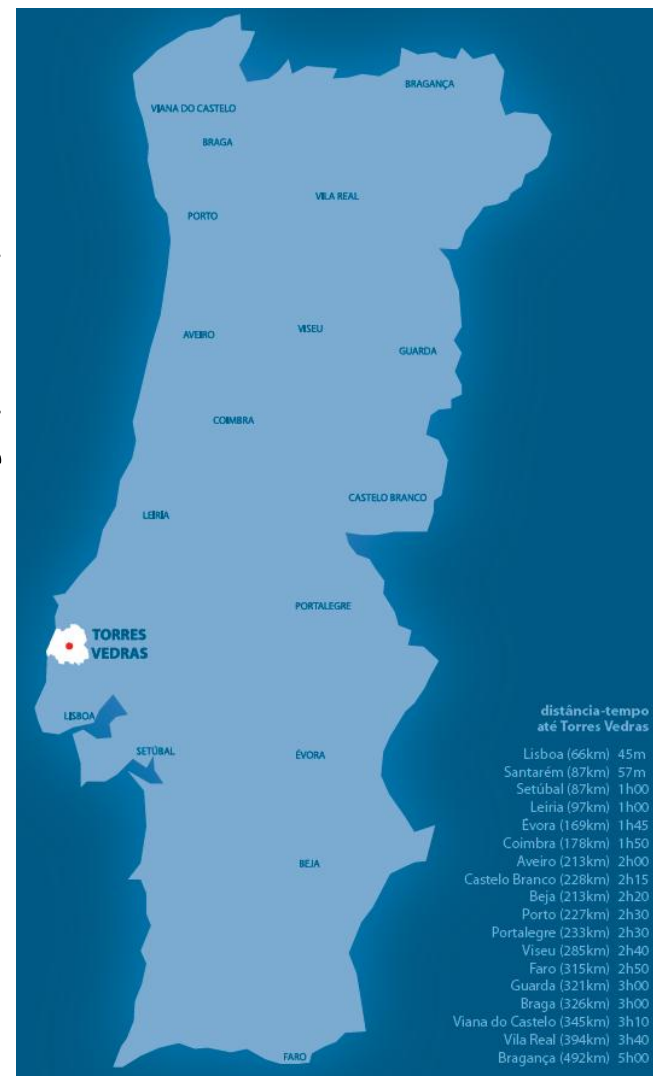 BRAGANÇA
VIANA DO CASTELO
BRAGA
VILA REAL
PORTO
VISEU
AVEIRO
GUARDA
COIMBRA
CASTELO BRANCO
LEIRIA
PORTALEGRE
TORRES
VEDRAS
LISBOA
SETÚBAL
ÉVORA
BEJA
FARO
distância-tempo
até Torres Vedras
Lisboa (66km) 45m
Santarém (87km) 57m
Setúbal (87km) 1h00
Leiria (97km) 1h00
Évora (169km) 1h45
Coimbra (178km) 1h50
Aveiro (213km) 2h00
Castelo Branco (228km) 2h15
Beja (213km) 2h20
Porto (227km) 2h30
Portalegre (233km) 2h30
Viseu (285km) 2h40
Faro (315km) 2h50
Guarda (321km) 3h00
Braga (326km) 3h00
Viana do Castelo (345km) 3h10
Vila Real (394km) 3h40
Bragança (492km) 5h00